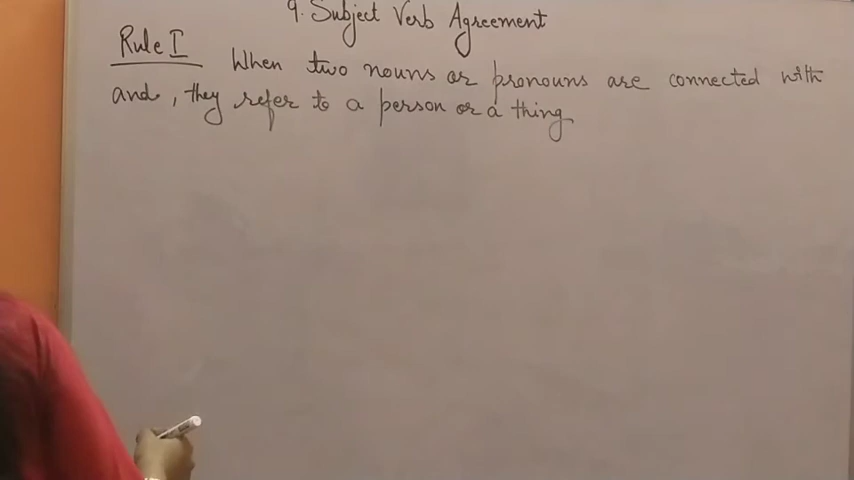 9. Subject Verb Agreement
Rule I When two nouns or pronouns are connected with
and, they refer to a person or a thing